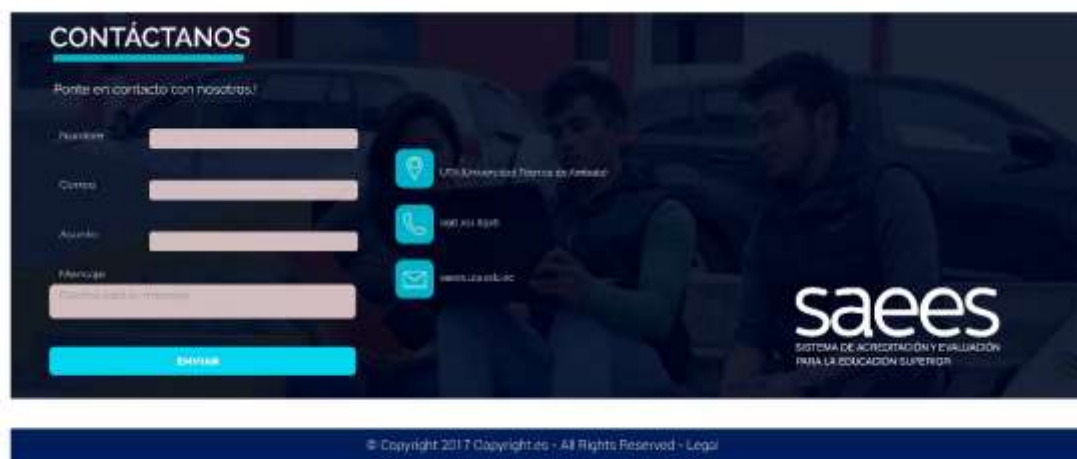 CONTÁCTANOS
Ponte en contacto con nosotros!
Nombre
Correo
Asunto
Mensaje
ENVIAR
UTA (Universidad Técnica de Ambato)
saees
SISTEMA DE ACREDITACIÓN Y EVALUACIÓN
PARA LA EDUCACIÓN SUPERIOR
© Copyright 2017 Copyright.es - All Rights Reserved - Legal